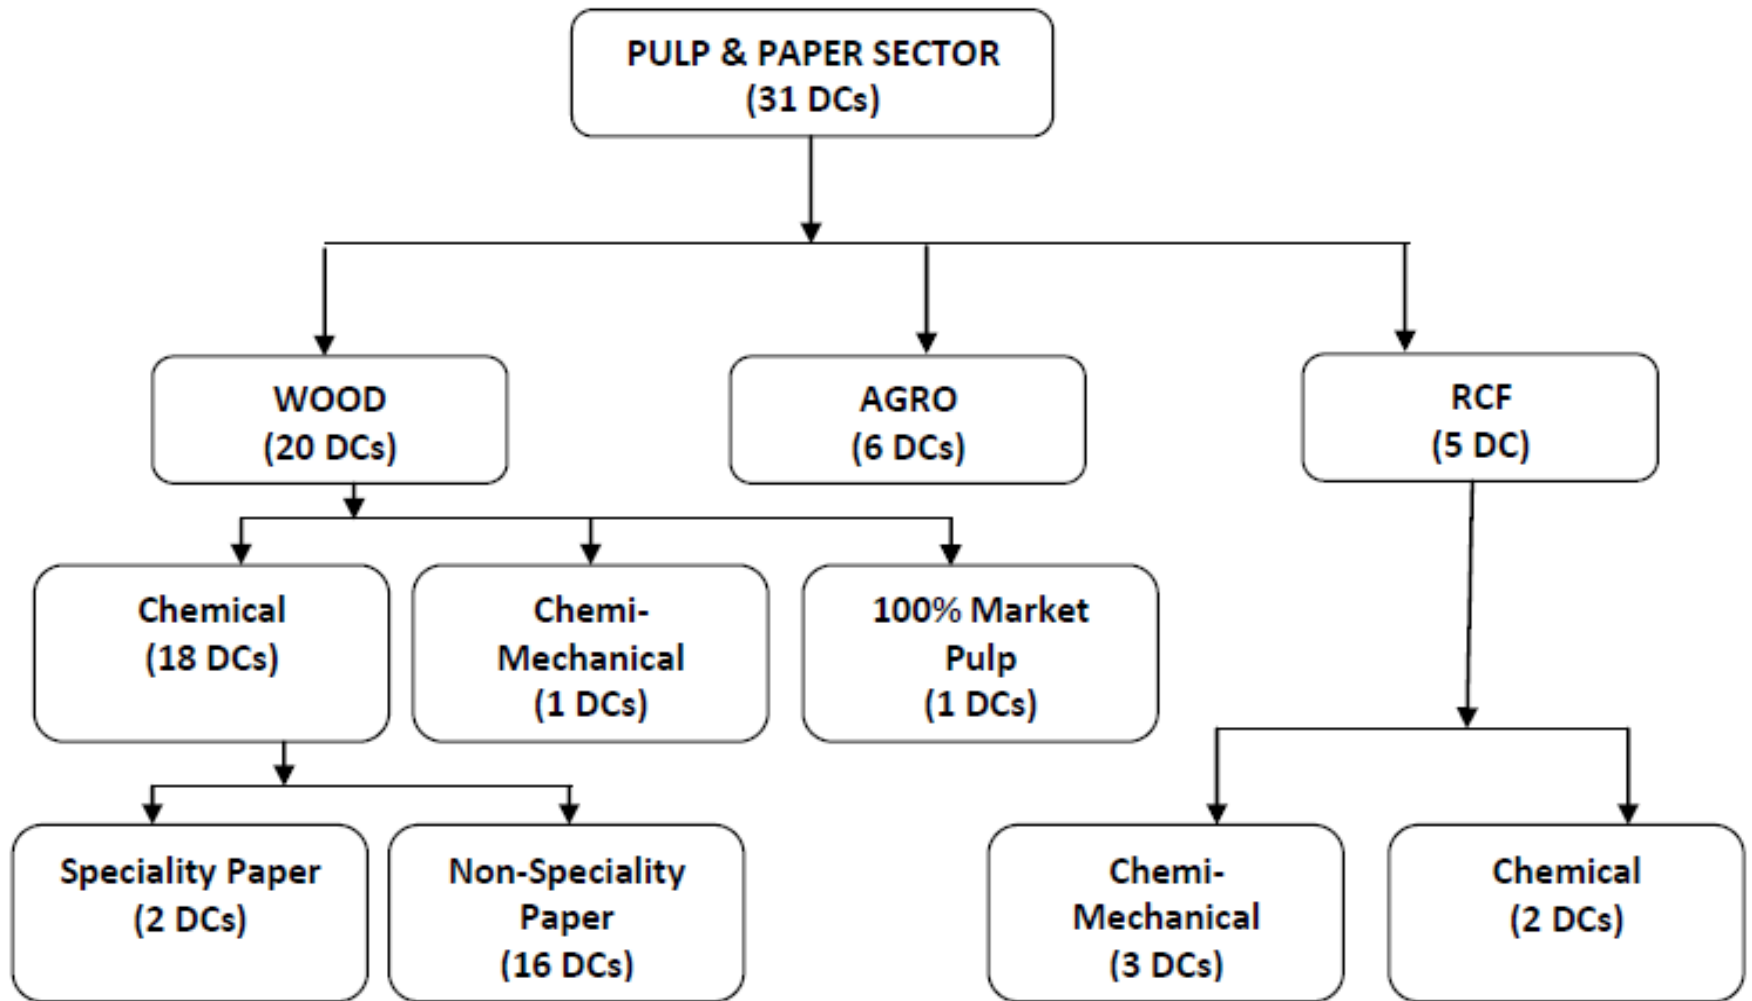 PULP & PAPER SECTOR
(31 DCs)
WOOD
(20 DCs)
AGRO
(6 DCs)
RCF
(5 DC)
Chemical
(18 DCs)
Chemi-
Mechanical
(1 DCs)
100% Market
Pulp
(1 DCs)
Speciality Paper
(2 DCs)
Non-Speciality
Paper
(16 DCs)
Chemi-
Mechanical
(3 DCs)
Chemical
(2 DCs)